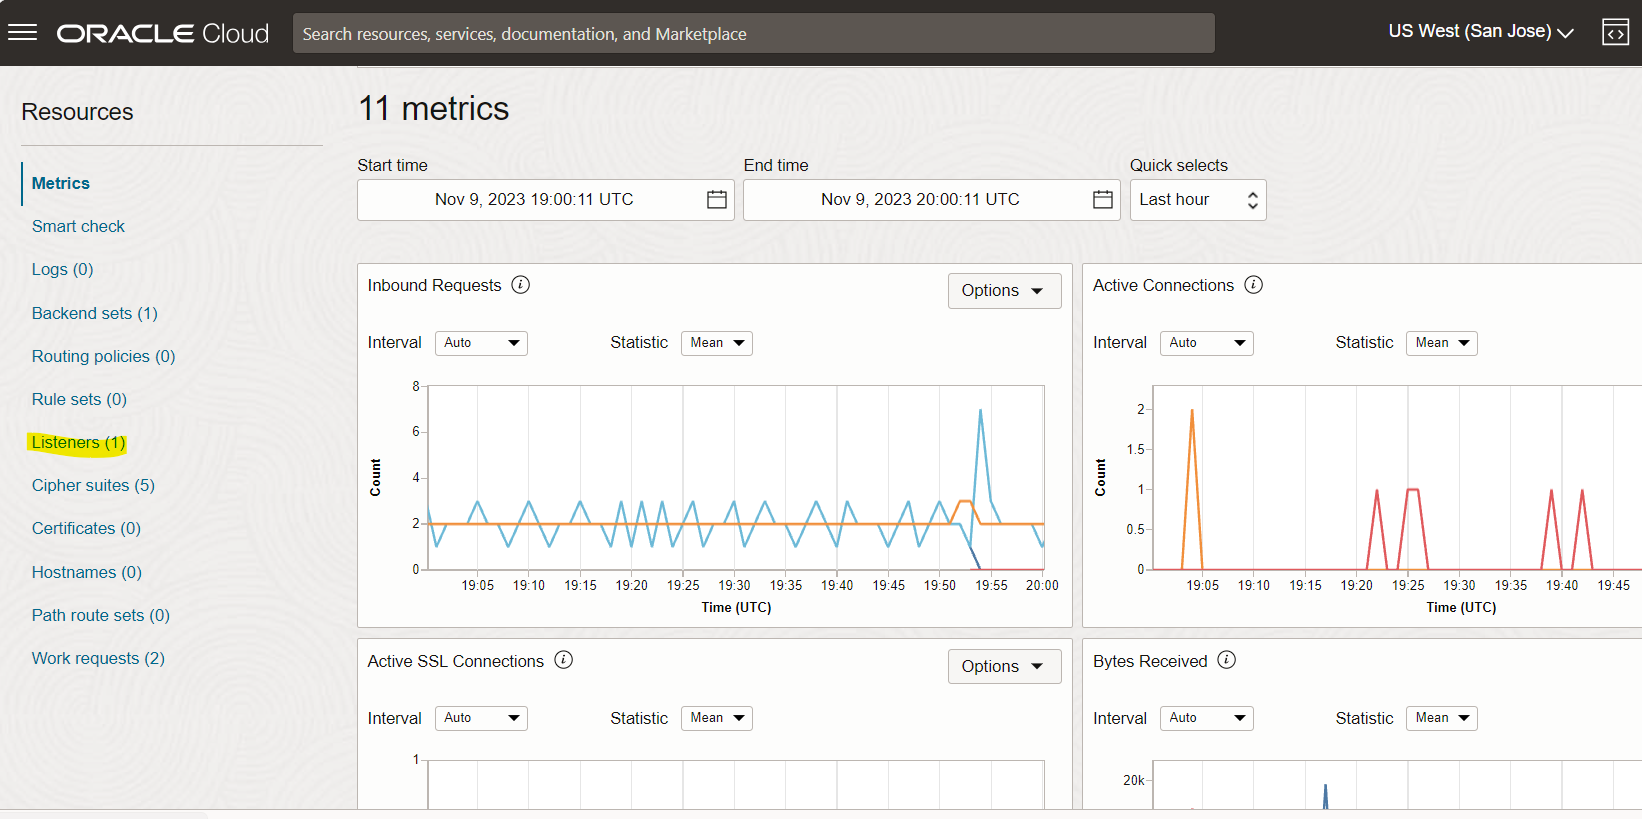 ORACLE Cloud
Search resources, services, documentation, and Marketplace
US West (San Jose)
Resources
Metrics
Smart check
Logs (0)
Backend sets (1)
Routing policies (0)
Rule sets (0)
Listeners (1)
Cipher suites (5)
Certificates (0)
Hostnames (0)
Path route sets (0)
Work requests (2)
11 metrics
Start time
Nov 9, 2023 19:00:11 UTC
End time
Nov 9, 2023 20:00:11 UTC
Quick selects
Last hour
Inbound Requests
Options
Interval Auto Statistic Mean
8
6
4
2
0
Count
19:05 19:10 19:15 19:20 19:25 19:30 19:35 19:40 19:45 19:50 19:55 20:00
Time (UTC)
Active Connections
Interval Auto Statistic Mean
2
1.5
1
0.5
0
Count
19:05 19:10 19:15 19:20 19:25 19:30 19:35 19:40 19:45
Time (UTC)
Active SSL Connections
Options
Interval Auto Statistic Mean
1
Bytes Received
Interval Auto Statistic Mean
20k